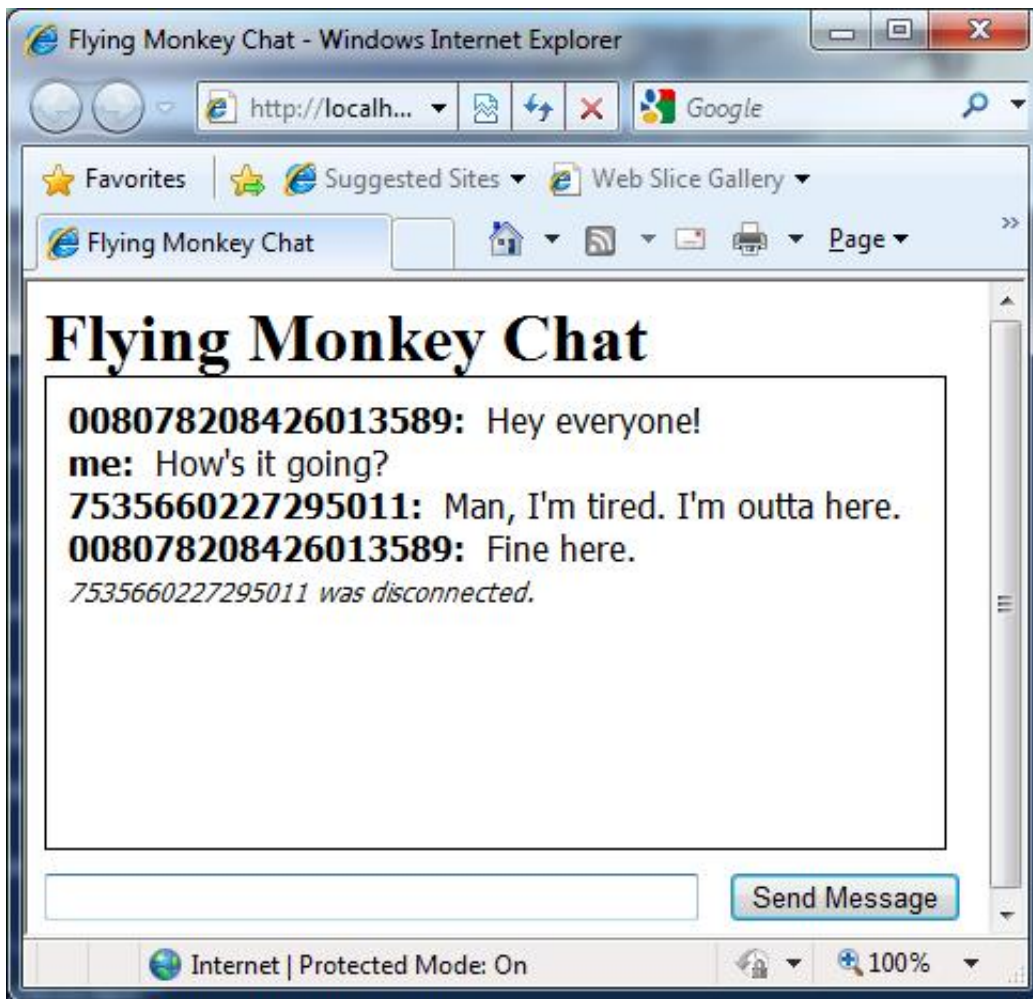 Flying Monkey Chat - Windows Internet Explorer
http://localh...
Google
Favorites
Suggested Sites
Web Slice Gallery
Flying Monkey Chat
Page
Flying Monkey Chat
008078208426013589: Hey everyone!
me: How's it going?
7535660227295011: Man, I'm tired. I'm outta here.
008078208426013589: Fine here.
7535660227295011 was disconnected.
Send Message
Internet | Protected Mode: On
100%